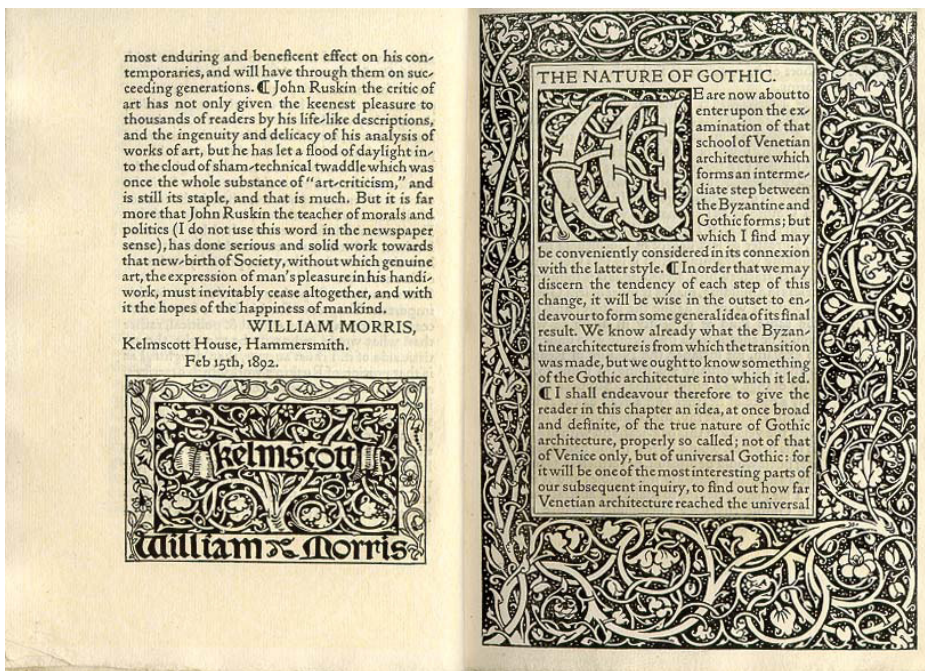 most enduring and beneficent effect on his con-
temporaries, and will have through them on suc-
ceeding generations. ¶ John Ruskin the critic of
art has not only given the keenest pleasure to
thousands of readers by his life-like descriptions,
and the ingenuity and delicacy of his analysis of
works of art, but he has let a flood of daylight in-
to the cloud of sham-technical twaddle which was
once the whole substance of "art-criticism," and
is still its staple, and that is much. But it is far
more that John Ruskin the teacher of morals and
politics (I do not use this word in the newspaper
sense), has done serious and solid work towards
that new-birth of Society, without which genuine
art, the expression of man's pleasure in his handi-
work, must inevitably cease altogether, and with
it the hopes of the happiness of mankind.
WILLIAM MORRIS,
Kelmscott House, Hammersmith.
Feb 15th, 1892.
kelmscott
William Morris
THE NATURE OF GOTHIC.
WE are now about to
enter upon the ex-
amination of that
school of Venetian
architecture which
forms an interme-
diate step between
the Byzantine and
Gothic forms; but
which I find may
be conveniently considered in its connexion
with the latter style. ¶ In order that we may
discern the tendency of each step of this
change, it will be wise in the outset to en-
deavour to form some general idea of its final
result. We know already what the Byzan-
tine architecture is from which the transition
was made, but we ought to know something
of the Gothic architecture into which it led.
¶ I shall endeavour therefore to give the
reader in this chapter an idea, at once broad
and definite, of the true nature of Gothic
architecture, properly so called; not of that
of Venice only, but of universal Gothic: for
it will be one of the most interesting parts of
our subsequent inquiry, to find out how far
Venetian architecture reached the universal